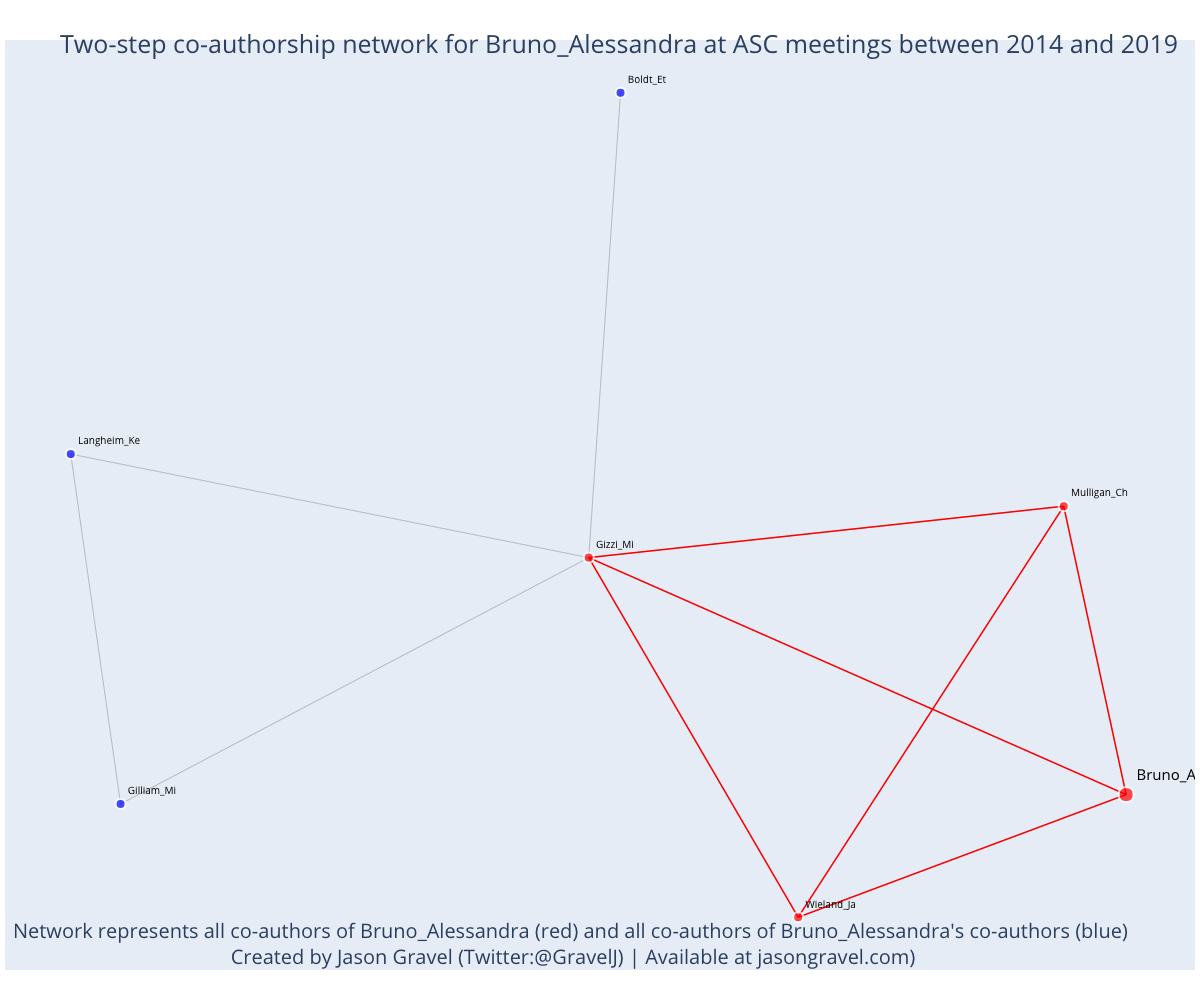 Two-step co-authorship network for Bruno_Alessandra at ASC meetings between 2014 and 2019
Boldt_Et
Langheim_Ke
Mulligan_Ch
Gizzi_Mi
Bruno_A
Gilliam_Mi
Wieland_Ja
Network represents all co-authors of Bruno_Alessandra (red) and all co-authors of Bruno_Alessandra's co-authors (blue)
Created by Jason Gravel (Twitter:@GravelJ) | Available at jasongravel.com)